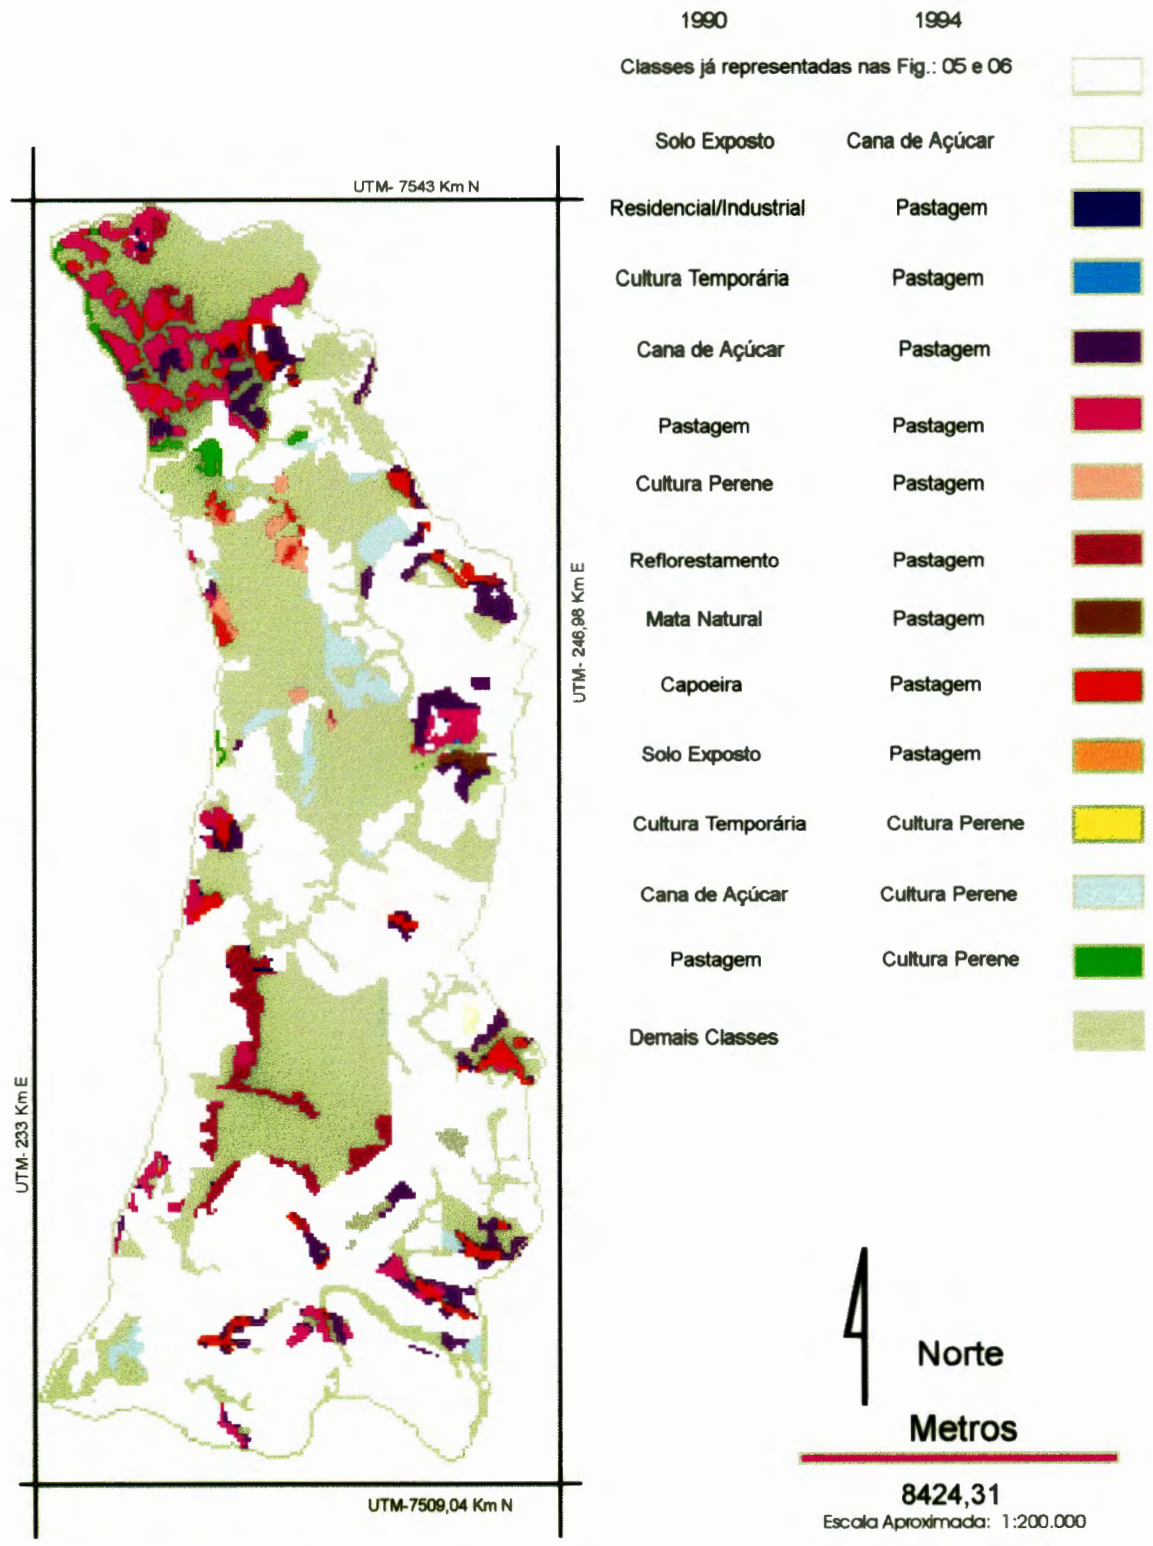 1990 1994
Classes já representadas nas Fig.: 05 e 06
Solo Exposto Cana de Açúcar
Residencial/Industrial Pastagem
Cultura Temporária Pastagem
Cana de Açúcar Pastagem
Pastagem Pastagem
Cultura Perene Pastagem
Reflorestamento Pastagem
Mata Natural Pastagem
Capoeira Pastagem
Solo Exposto Pastagem
Cultura Temporária Cultura Perene
Cana de Açúcar Cultura Perene
Pastagem Cultura Perene
Demais Classes
UTM- 7543 Km N
UTM- 246,98 Km E
UTM- 233 Km E
UTM-7509,04 Km N
Norte
Metros
8424,31
Escala Aproximada: 1:200.000